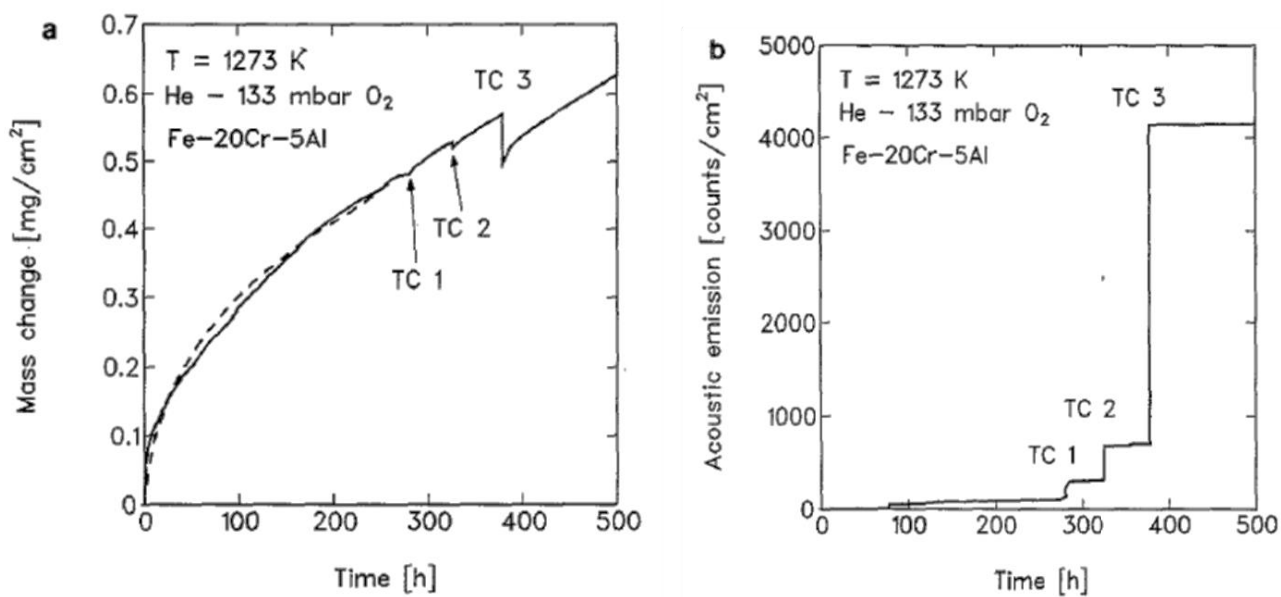 a
0.7
0.6
0.5
0.4
0.3
0.2
0.1
0
Mass change [mg/cm²]
T = 1273 K
He - 133 mbar O₂
Fe-20Cr-5Al
TC 3
TC 2
TC 1
0 100 200 300 400 500
Time [h]
b
5000
4000
3000
2000
1000
0
Acoustic emission [counts/cm²]
T = 1273 K
He - 133 mbar O₂
Fe-20Cr-5Al
TC 3
TC 2
TC 1
0 100 200 300 400 500
Time [h]